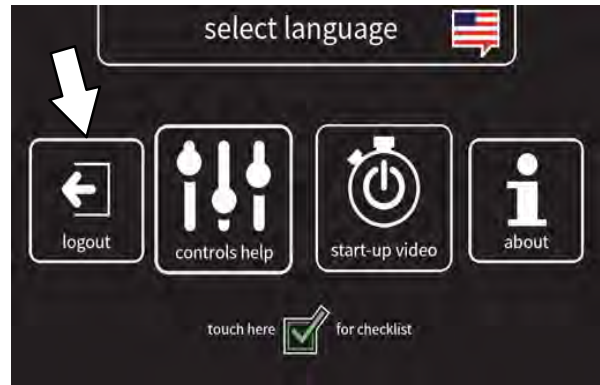 select language
logout
controls help
start-up video
about
touch here for checklist